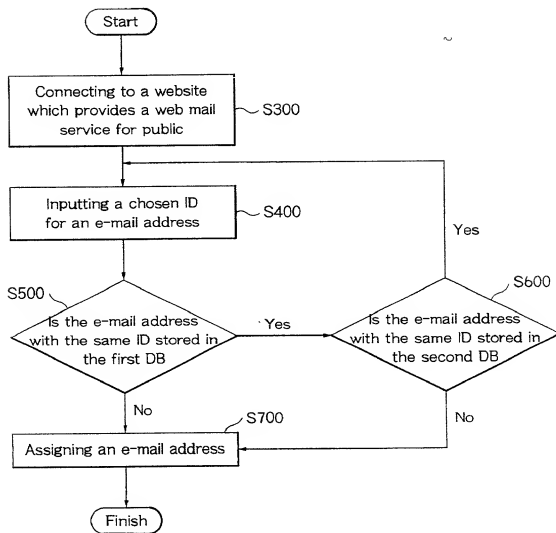 Start
Connecting to a website
which provides a web mail
service for public
S300
Inputting a chosen ID
for an e-mail address
S400
Yes
S500
Is the e-mail address
with the same ID stored in
the first DB
Yes
S600
Is the e-mail address
with the same ID stored in
the second DB
No
No
S700
Assigning an e-mail address
Finish